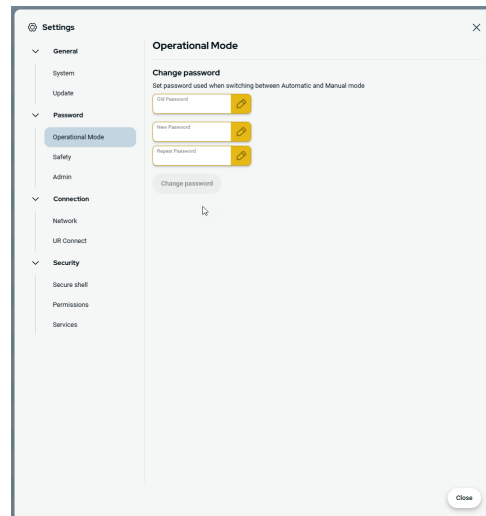 Settings
General
System
Update
Password
Operational Mode
Safety
Admin
Connection
Network
UR Connect
Security
Secure shell
Permissions
Services
Operational Mode
Change password
Set password used when switching between Automatic and Manual mode
Old Password
New Password
Repeat Password
Change password
Close